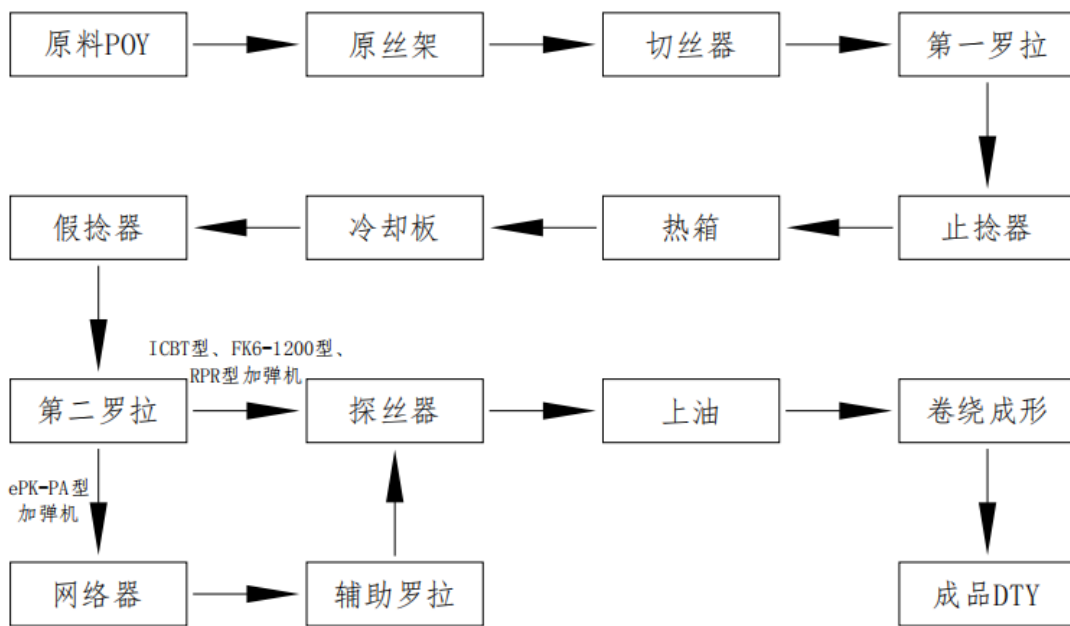 原料POY
原丝架
切丝器
第一罗拉
假捻器
冷却板
热箱
止捻器
ICBT型、FK6-1200型、
RPR型加弹机
第二罗拉
探丝器
上油
卷绕成形
ePK-PA型
加弹机
网络器
辅助罗拉
成品DTY